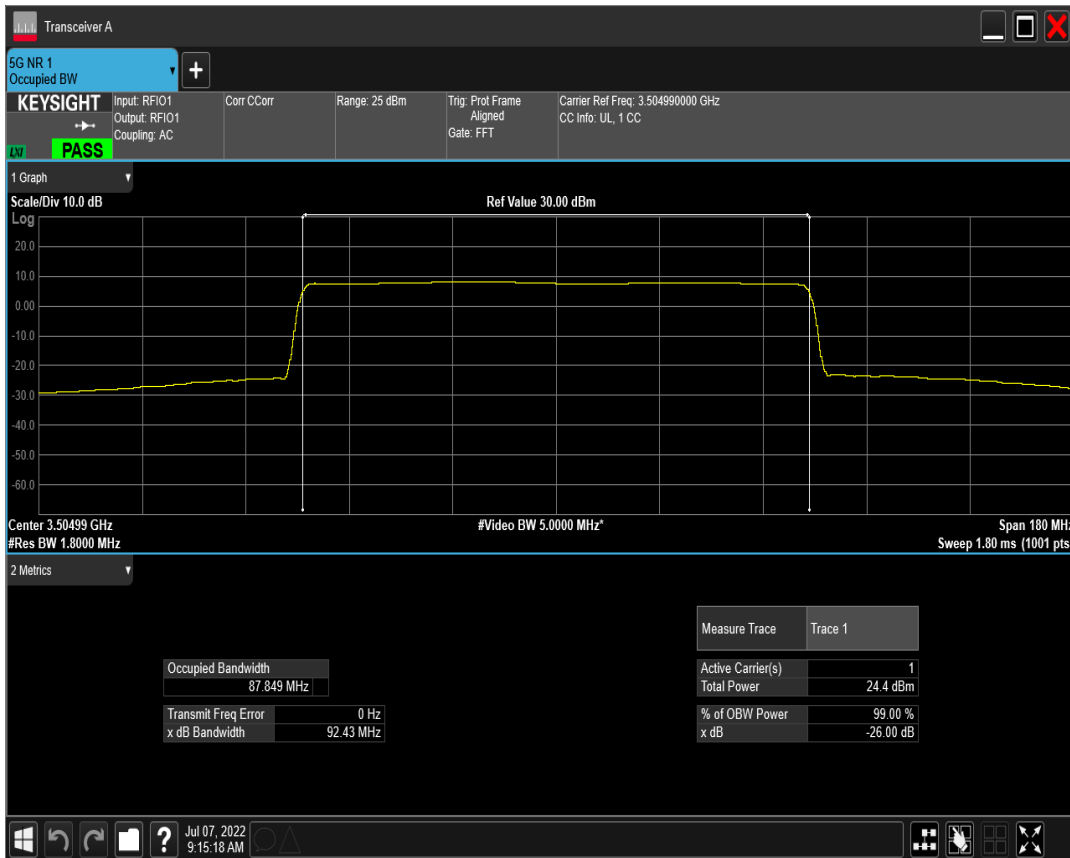 Transceiver A
5G NR 1
Occupied BW
KEYSIGHT
LXI
PASS
Input: RFIO1
Output: RFIO1
Coupling: AC
Corr CCorr
Range: 25 dBm
Trig: Prot Frame
Aligned
Gate: FFT
Carrier Ref Freq: 3.504990000 GHz
CC Info: UL, 1 CC
1 Graph
Scale/Div 10.0 dB
Ref Value 30.00 dBm
Log
20.0
10.0
0.00
-10.0
-20.0
-30.0
-40.0
-50.0
-60.0
Center 3.50499 GHz
#Video BW 5.0000 MHz*
Span 180 MHz
#Res BW 1.8000 MHz
Sweep 1.80 ms (1001 pts
2 Metrics
Measure Trace Trace 1
Occupied Bandwidth
87.849 MHz
Transmit Freq Error 0 Hz
x dB Bandwidth 92.43 MHz
Active Carrier(s) 1
Total Power 24.4 dBm
% of OBW Power 99.00 %
x dB -26.00 dB
?
Jul 07, 2022
9:15:18 AM